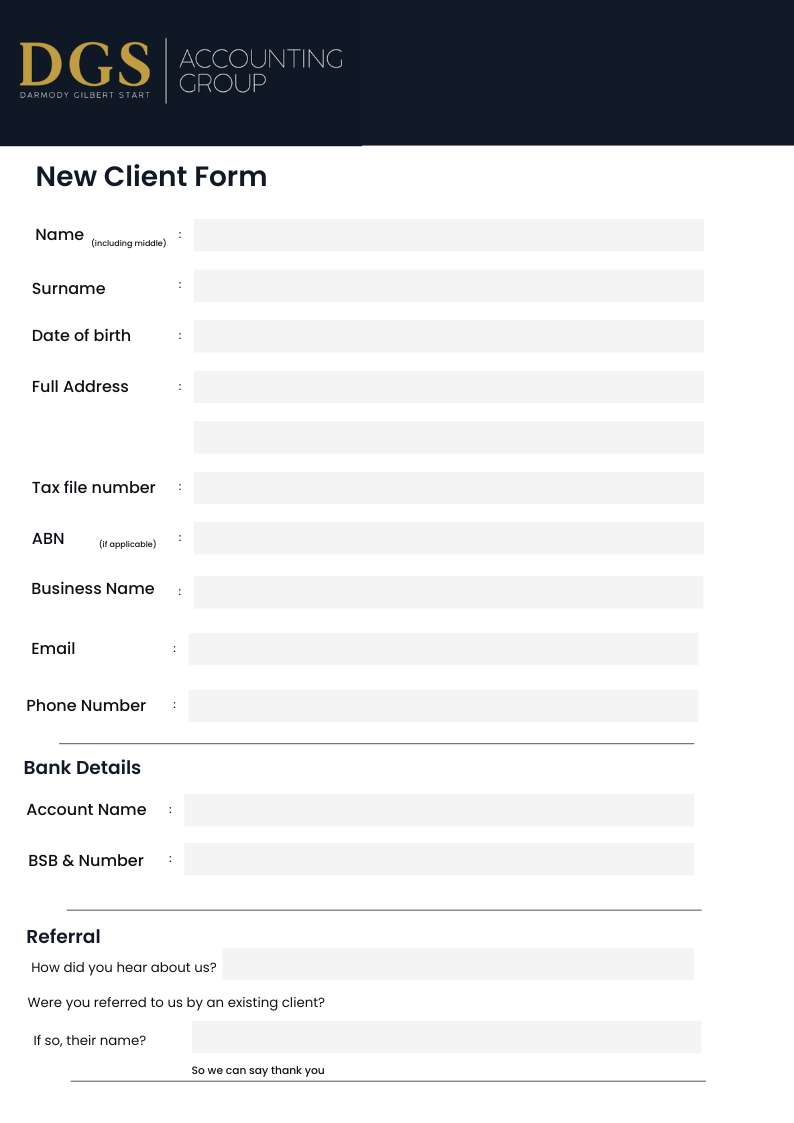 DGS
DARMODY GILBERT START
ACCOUNTING
GROUP
New Client Form
Name (including middle) :
Surname :
Date of birth :
Full Address :
Tax file number :
ABN (if applicable) :
Business Name :
Email :
Phone Number :
Bank Details
Account Name :
BSB & Number :
Referral
How did you hear about us?
Were you referred to us by an existing client?
If so, their name?
So we can say thank you